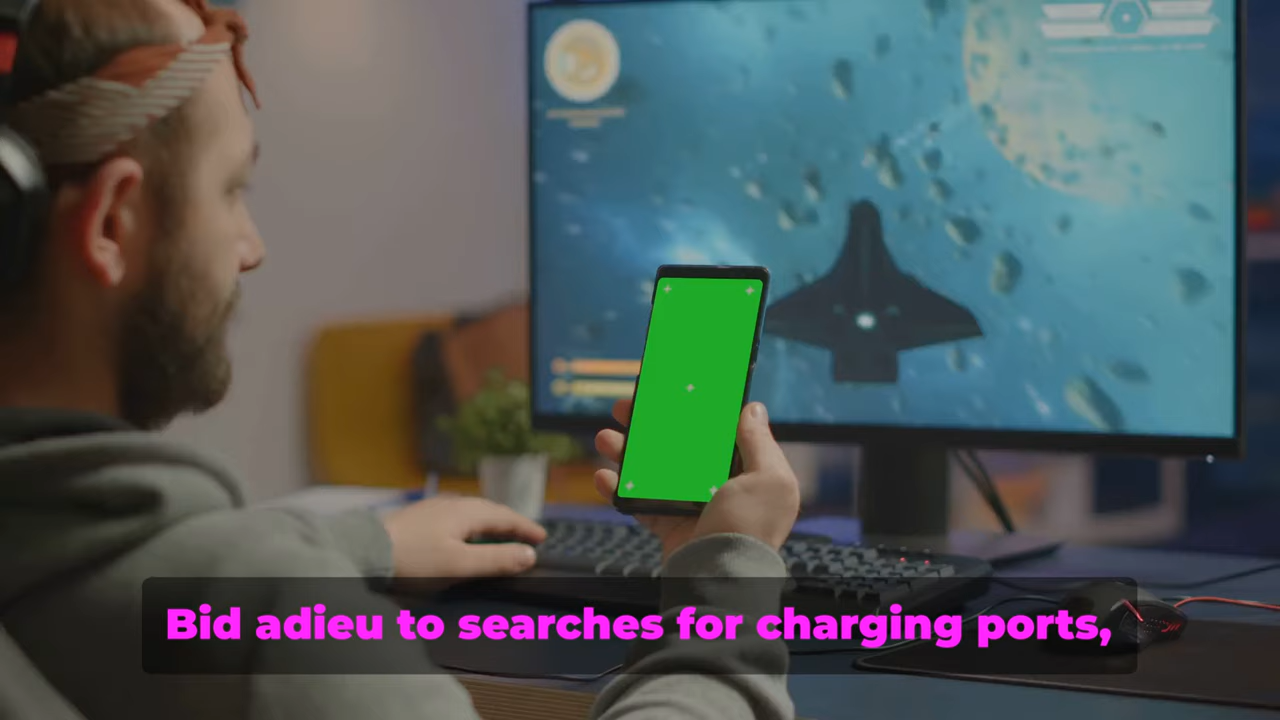 Bid adieu to searches for charging ports,